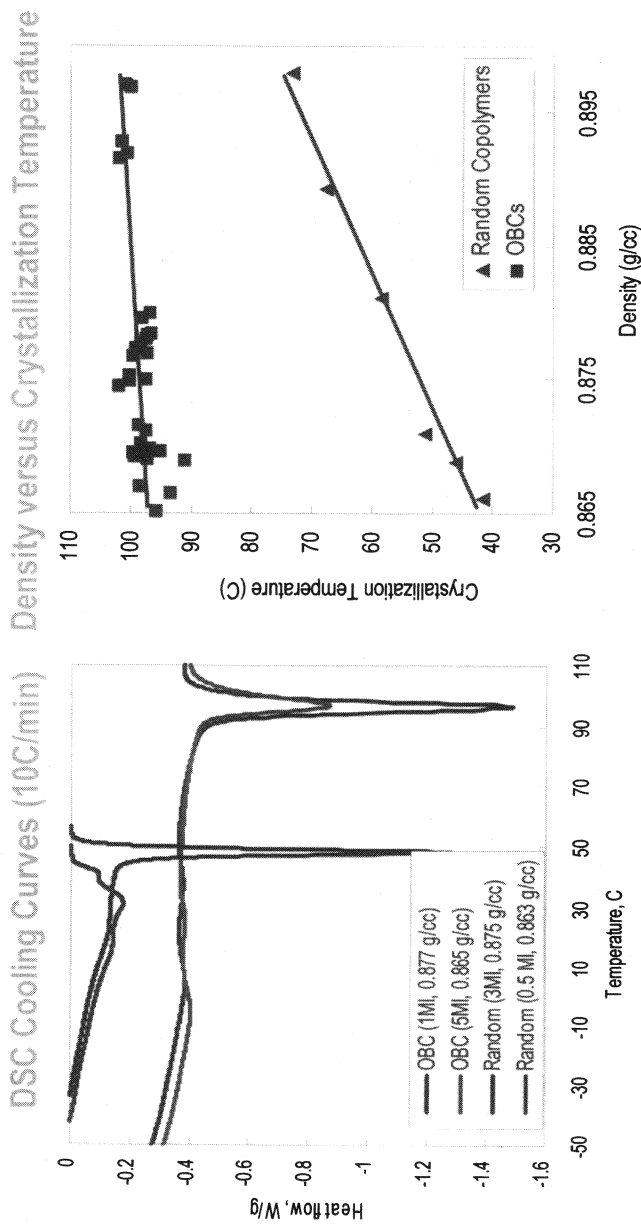 DSC Cooling Curves (10C/min)
Heat flow, W/g
0
-0.2
-0.4
-0.6
-0.8
-1
-1.2
-1.4
-1.6
OBC (1MI, 0.877 g/cc)
OBC (5MI, 0.865 g/cc)
Random (3MI, 0.875 g/cc)
Random (0.5 MI, 0.863 g/cc)
-50
-30
-10
10
30
50
70
90
110
Temperature, C
Density versus Crystallization Temperature
Crystallization Temperature (C)
110
100
90
80
70
60
50
40
30
Random Copolymers
OBCs
0.865
0.875
0.885
0.895
Density (g/cc)